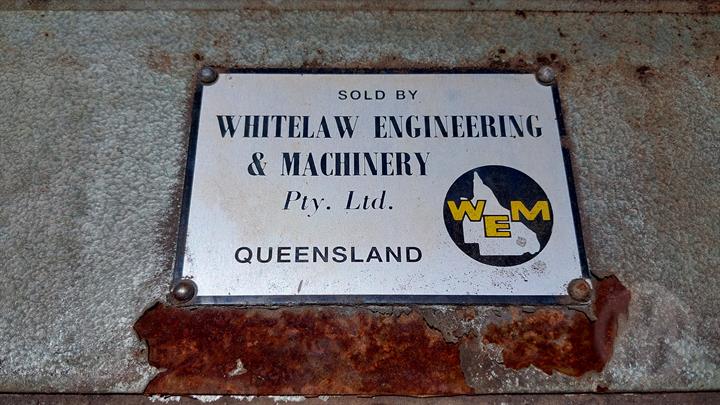 SOLD BY
WHITELAW ENGINEERING
& MACHINERY
Pty. Ltd.
WEM
QUEENSLAND